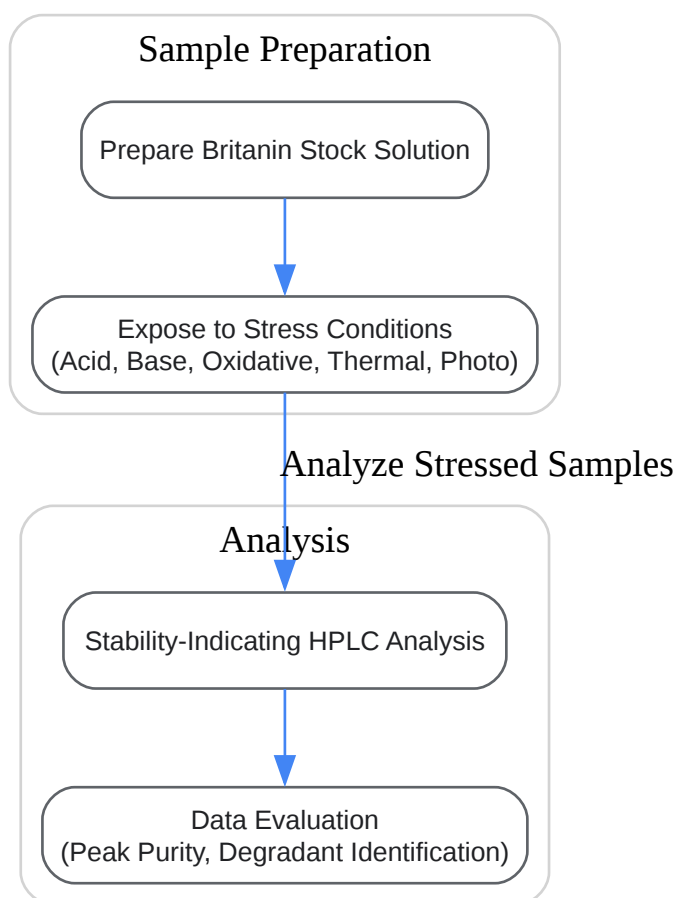 Sample Preparation
Prepare Britanin Stock Solution
Expose to Stress Conditions
(Acid, Base, Oxidative, Thermal, Photo)
Analyze Stressed Samples
Analysis
Stability-Indicating HPLC Analysis
Data Evaluation
(Peak Purity, Degradant Identification)